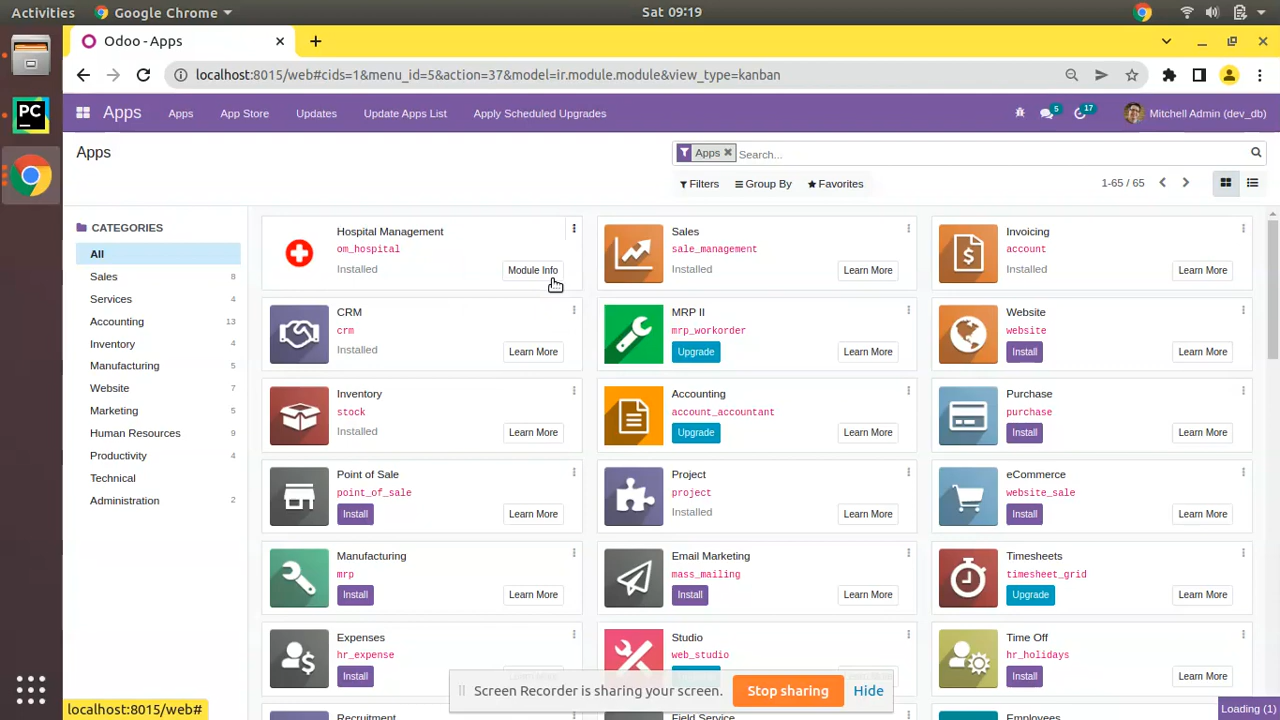 Activities Google Chrome Sat 09:19
Odoo - Apps
localhost:8015/web#cids=1&menu_id=5&action=37&model=ir.module.module&view_type=kanban
Apps Apps App Store Updates Update Apps List Apply Scheduled Upgrades 5 17 Mitchell Admin (dev_db)
Apps
Apps Search...
Filters Group By Favorites 1-65 / 65
CATEGORIES
All
Sales 8
Services 4
Accounting 13
Inventory 4
Manufacturing 5
Website 7
Marketing 5
Human Resources 9
Productivity 4
Technical
Administration 2
Hospital Management
om_hospital
Installed Module Info
Sales
sale_management
Installed Learn More
Invoicing
account
Installed Learn More
CRM
crm
Installed Learn More
MRP II
mrp_workorder
Upgrade Learn More
Website
website
Install Learn More
Inventory
stock
Installed Learn More
Accounting
account_accountant
Upgrade Learn More
Purchase
purchase
Install Learn More
Point of Sale
point_of_sale
Install Learn More
Project
project
Installed Learn More
eCommerce
website_sale
Install Learn More
Manufacturing
mrp
Install Learn More
Email Marketing
mass_mailing
Install Learn More
Timesheets
timesheet_grid
Upgrade Learn More
Expenses
hr_expense
Install
Studio
web_studio
Time Off
hr_holidays
Install Learn More
Recruitment
Field Service
Employees
Screen Recorder is sharing your screen. Stop sharing Hide
localhost:8015/web#
Loading (1)
PC